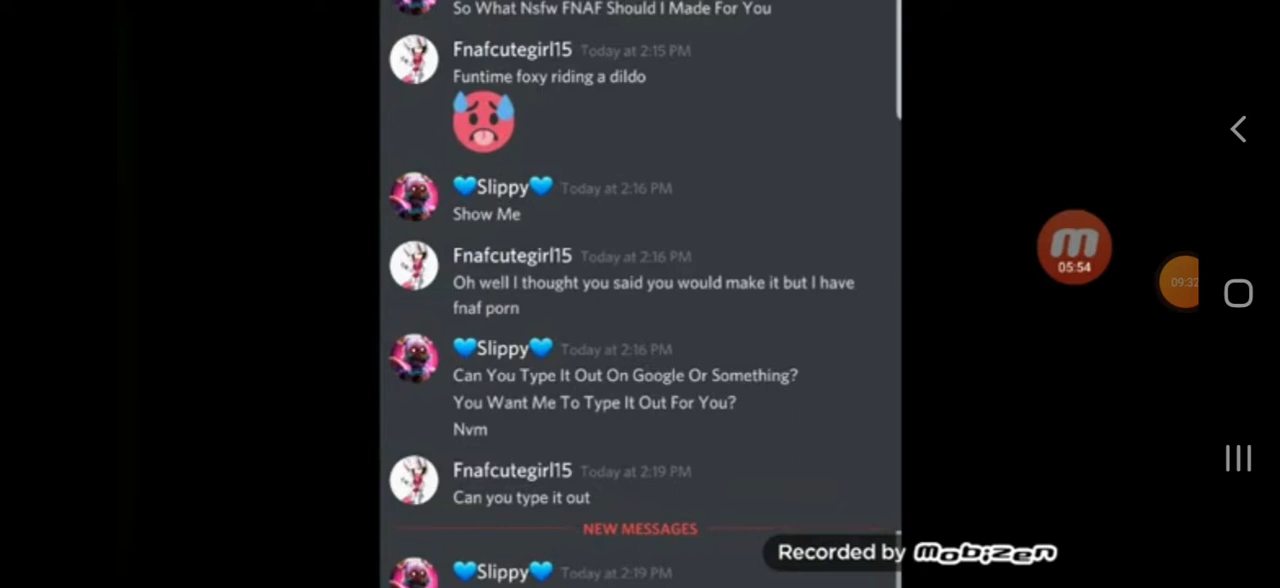 So What Nsfw FNAF Should I Made For You
Fnafcutegirl15 Today at 2:15 PM
Funtime foxy riding a dildo
💙Slippy💙 Today at 2:16 PM
Show Me
Fnafcutegirl15 Today at 2:16 PM
Oh well I thought you said you would make it but I have
fnaf porn
💙Slippy💙 Today at 2:16 PM
Can You Type It Out On Google Or Something?
You Want Me To Type It Out For You?
Nvm
Fnafcutegirl15 Today at 2:19 PM
Can you type it out
NEW MESSAGES
💙Slippy💙 Today at 2:19 PM
05:54
09:32
Recorded by mobizen